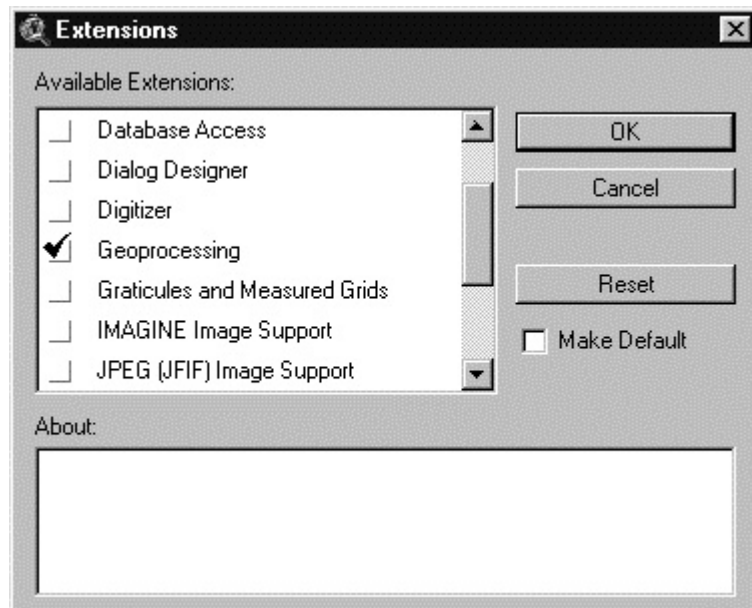 Extensions
Available Extensions:
Database Access
Dialog Designer
Digitizer
Geoprocessing
Graticules and Measured Grids
IMAGINE Image Support
JPEG (JFIF) Image Support
OK
Cancel
Reset
Make Default
About: